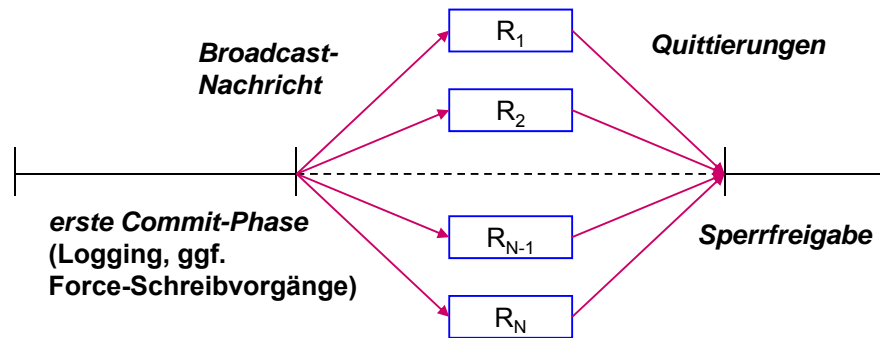 Broadcast-
Nachricht
R1
R2
RN-1
RN
Quittierungen
erste Commit-Phase
(Logging, ggf.
Force-Schreibvorgänge)
Sperrfreigabe